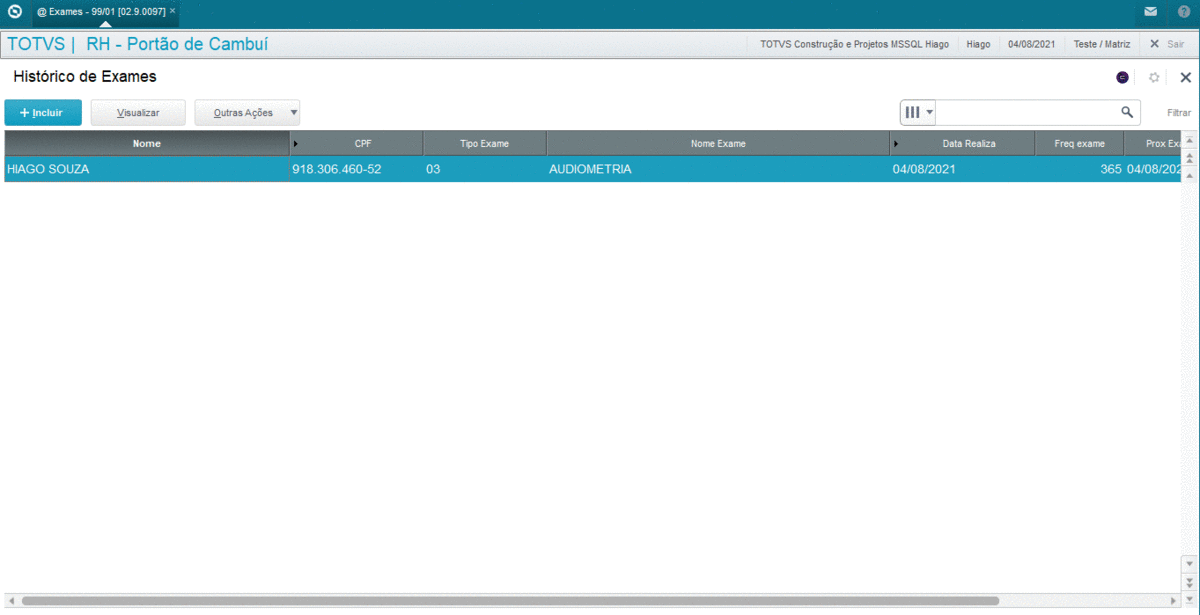 @ Exames - 99/01 [02.9.0097] ×
TOTVS | RH - Portão de Cambuí
TOTVS Construção e Projetos MSSQL Hiago Hiago 04/08/2021 Teste / Matriz Sair
Histórico de Exames
+ Incluir Visualizar Outras Ações Filtrar
Nome CPF Tipo Exame Nome Exame Data Realiza Freq exame Prox Exa
HIAGO SOUZA 918.306.460-52 03 AUDIOMETRIA 04/08/2021 365 04/08/202